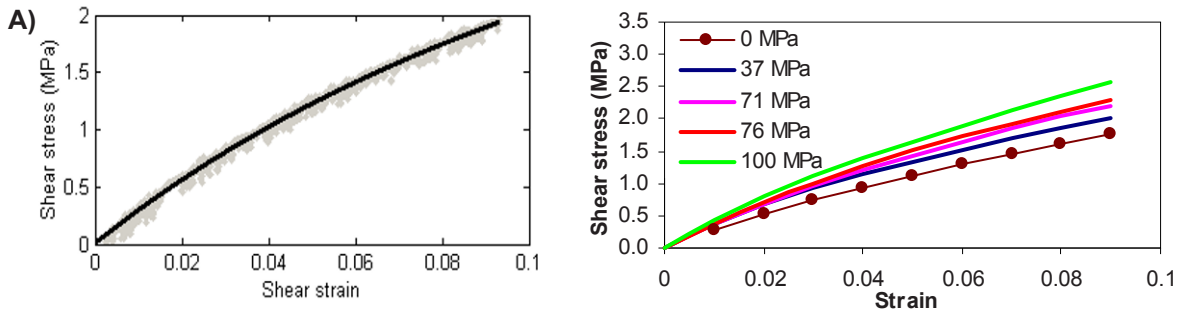 A)
Shear stress (MPa)
2
1.5
1
0.5
0
0 0.02 0.04 0.06 0.08 0.1
Shear strain
Shear stress (MPa)
3.5
3.0
2.5
2.0
1.5
1.0
0.5
0.0
0 MPa
37 MPa
71 MPa
76 MPa
100 MPa
0 0.02 0.04 0.06 0.08 0.1
Strain